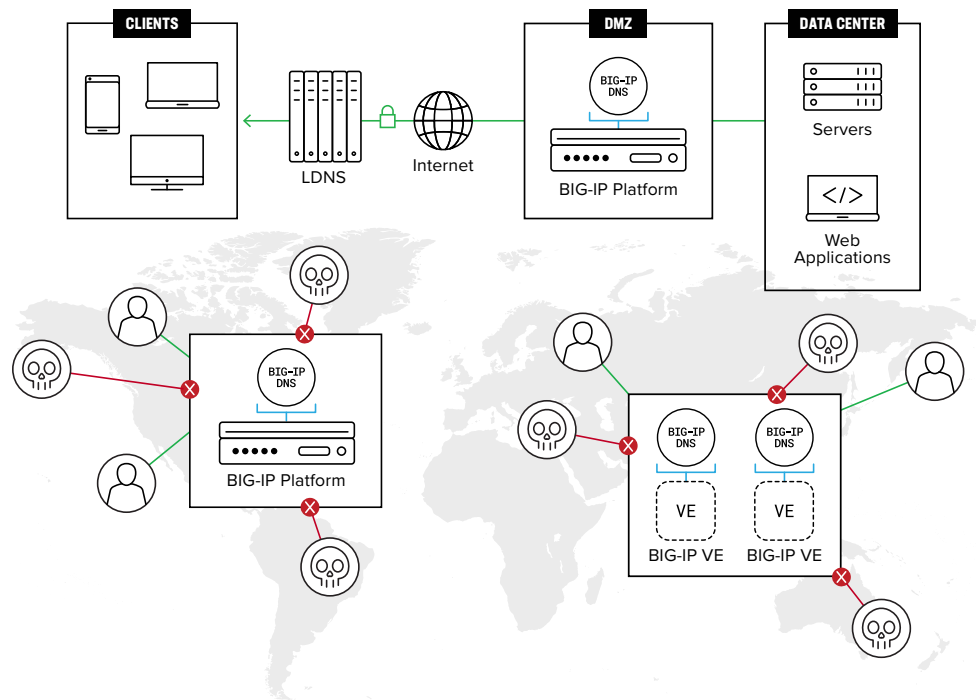 CLIENTS
DMZ
DATA CENTER
BIG-IP
DNS
BIG-IP Platform
LDNS
Internet
Servers
</>
Web
Applications
BIG-IP
DNS
BIG-IP Platform
BIG-IP
DNS
VE
BIG-IP VE
BIG-IP
DNS
VE
BIG-IP VE